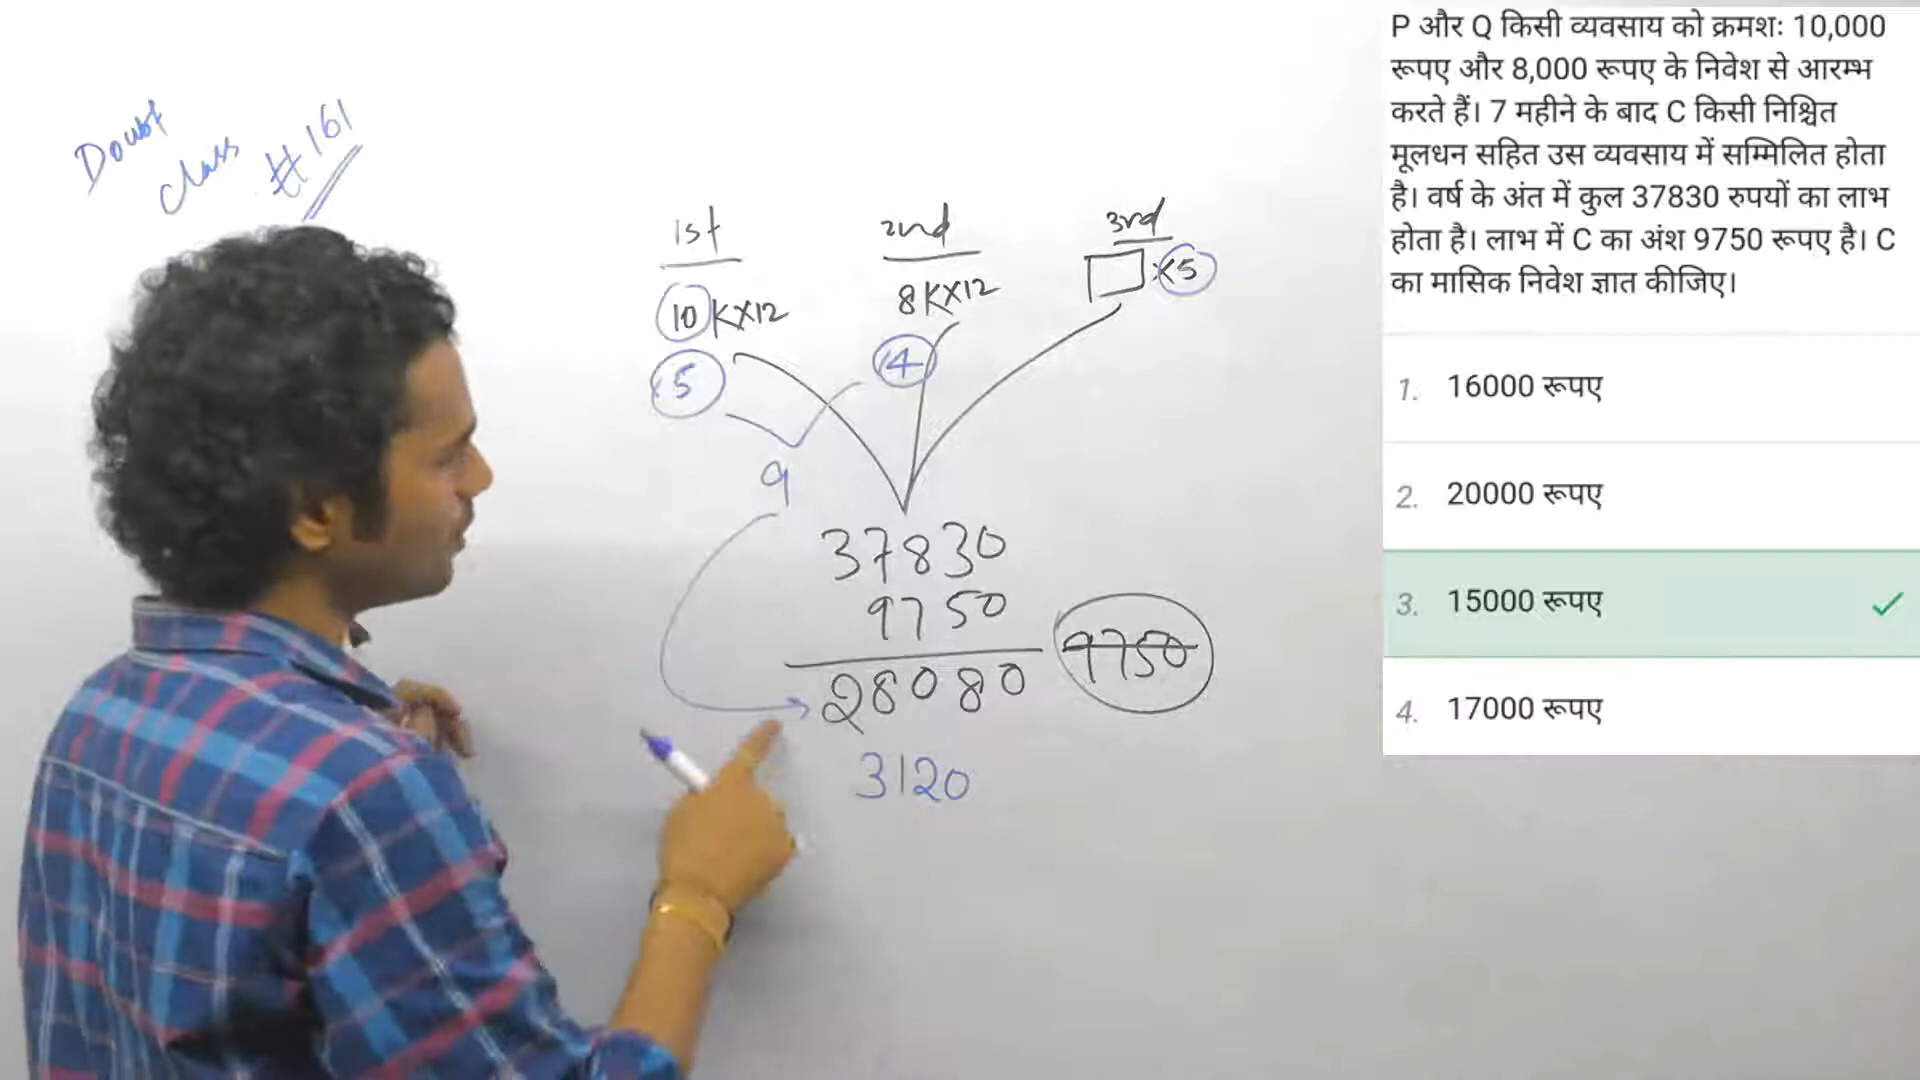 Doubt
Class #161
1st
2nd
3rd
10KX12
8KX12
×5
5
4
9
37830
9750
28080
9750
3120
P और Q किसी व्यवसाय को क्रमशः 10,000
रूपए और 8,000 रूपए के निवेश से आरम्भ
करते हैं। 7 महीने के बाद C किसी निश्चित
मूलधन सहित उस व्यवसाय में सम्मिलित होता
है। वर्ष के अंत में कुल 37830 रुपयों का लाभ
होता है। लाभ में C का अंश 9750 रूपए है। C
का मासिक निवेश ज्ञात कीजिए।
1. 16000 रूपए
2. 20000 रूपए
3. 15000 रूपए
4. 17000 रूपए